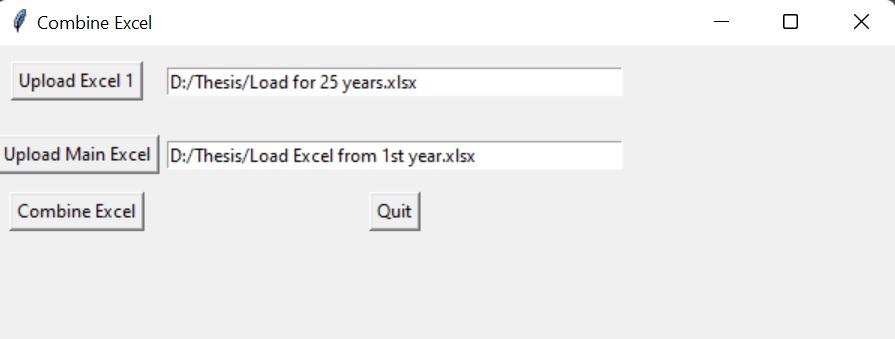 Combine Excel
Upload Excel 1 D:/Thesis/Load for 25 years.xlsx
Upload Main Excel D:/Thesis/Load Excel from 1st year.xlsx
Combine Excel Quit